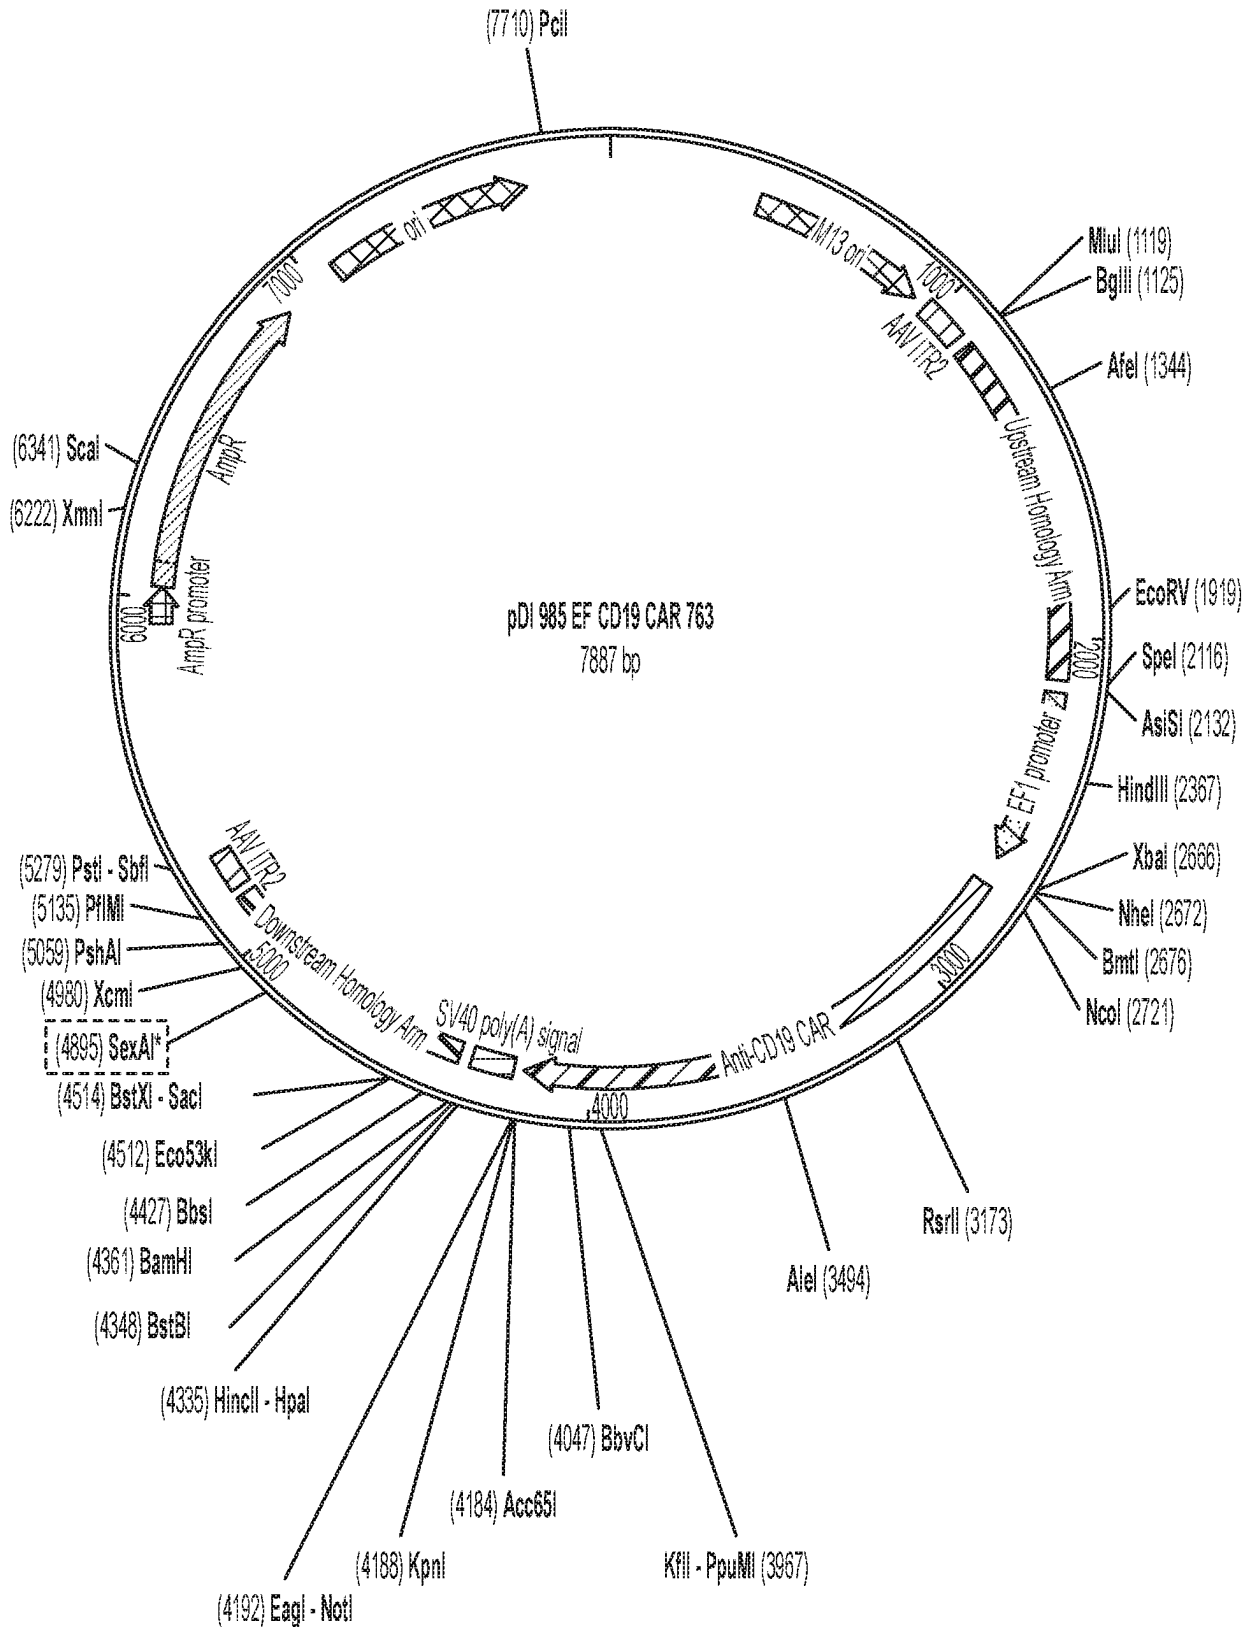 (7710) PciI
ori
M13 ori
1000
MluI (1119)
BglII (1125)
AAV ITR2
AfeI (1344)
7000
Upstream Homology Arm
(6341) ScaI
AmpR
(6222) XmnI
AmpR promoter
6000
pDI 985 EF CD19 CAR 763
7887 bp
EcoRV (1919)
2000
SpeI (2116)
AsiSI (2132)
EF1 promoter
HindIII (2367)
XbaI (2666)
NheI (2672)
BmtI (2676)
NcoI (2721)
3000
AAV ITR2
(5279) PstI - SbfI
(5135) PflMI
(5059) PshAI
(4980) XcmI
(4895) SexAI*
5000
Downstream Homology Arm
SV40 poly(A) signal
Anti-CD19 CAR
4000
(4514) BstXI - SacI
(4512) Eco53kI
(4427) BbsI
(4361) BamHI
(4348) BstBI
(4335) HincII - HpaI
RsrII (3173)
AleI (3494)
(4047) BbvCI
(4184) Acc65I
(4188) KpnI
KflI - PpuMI (3967)
(4192) EagI - NotI